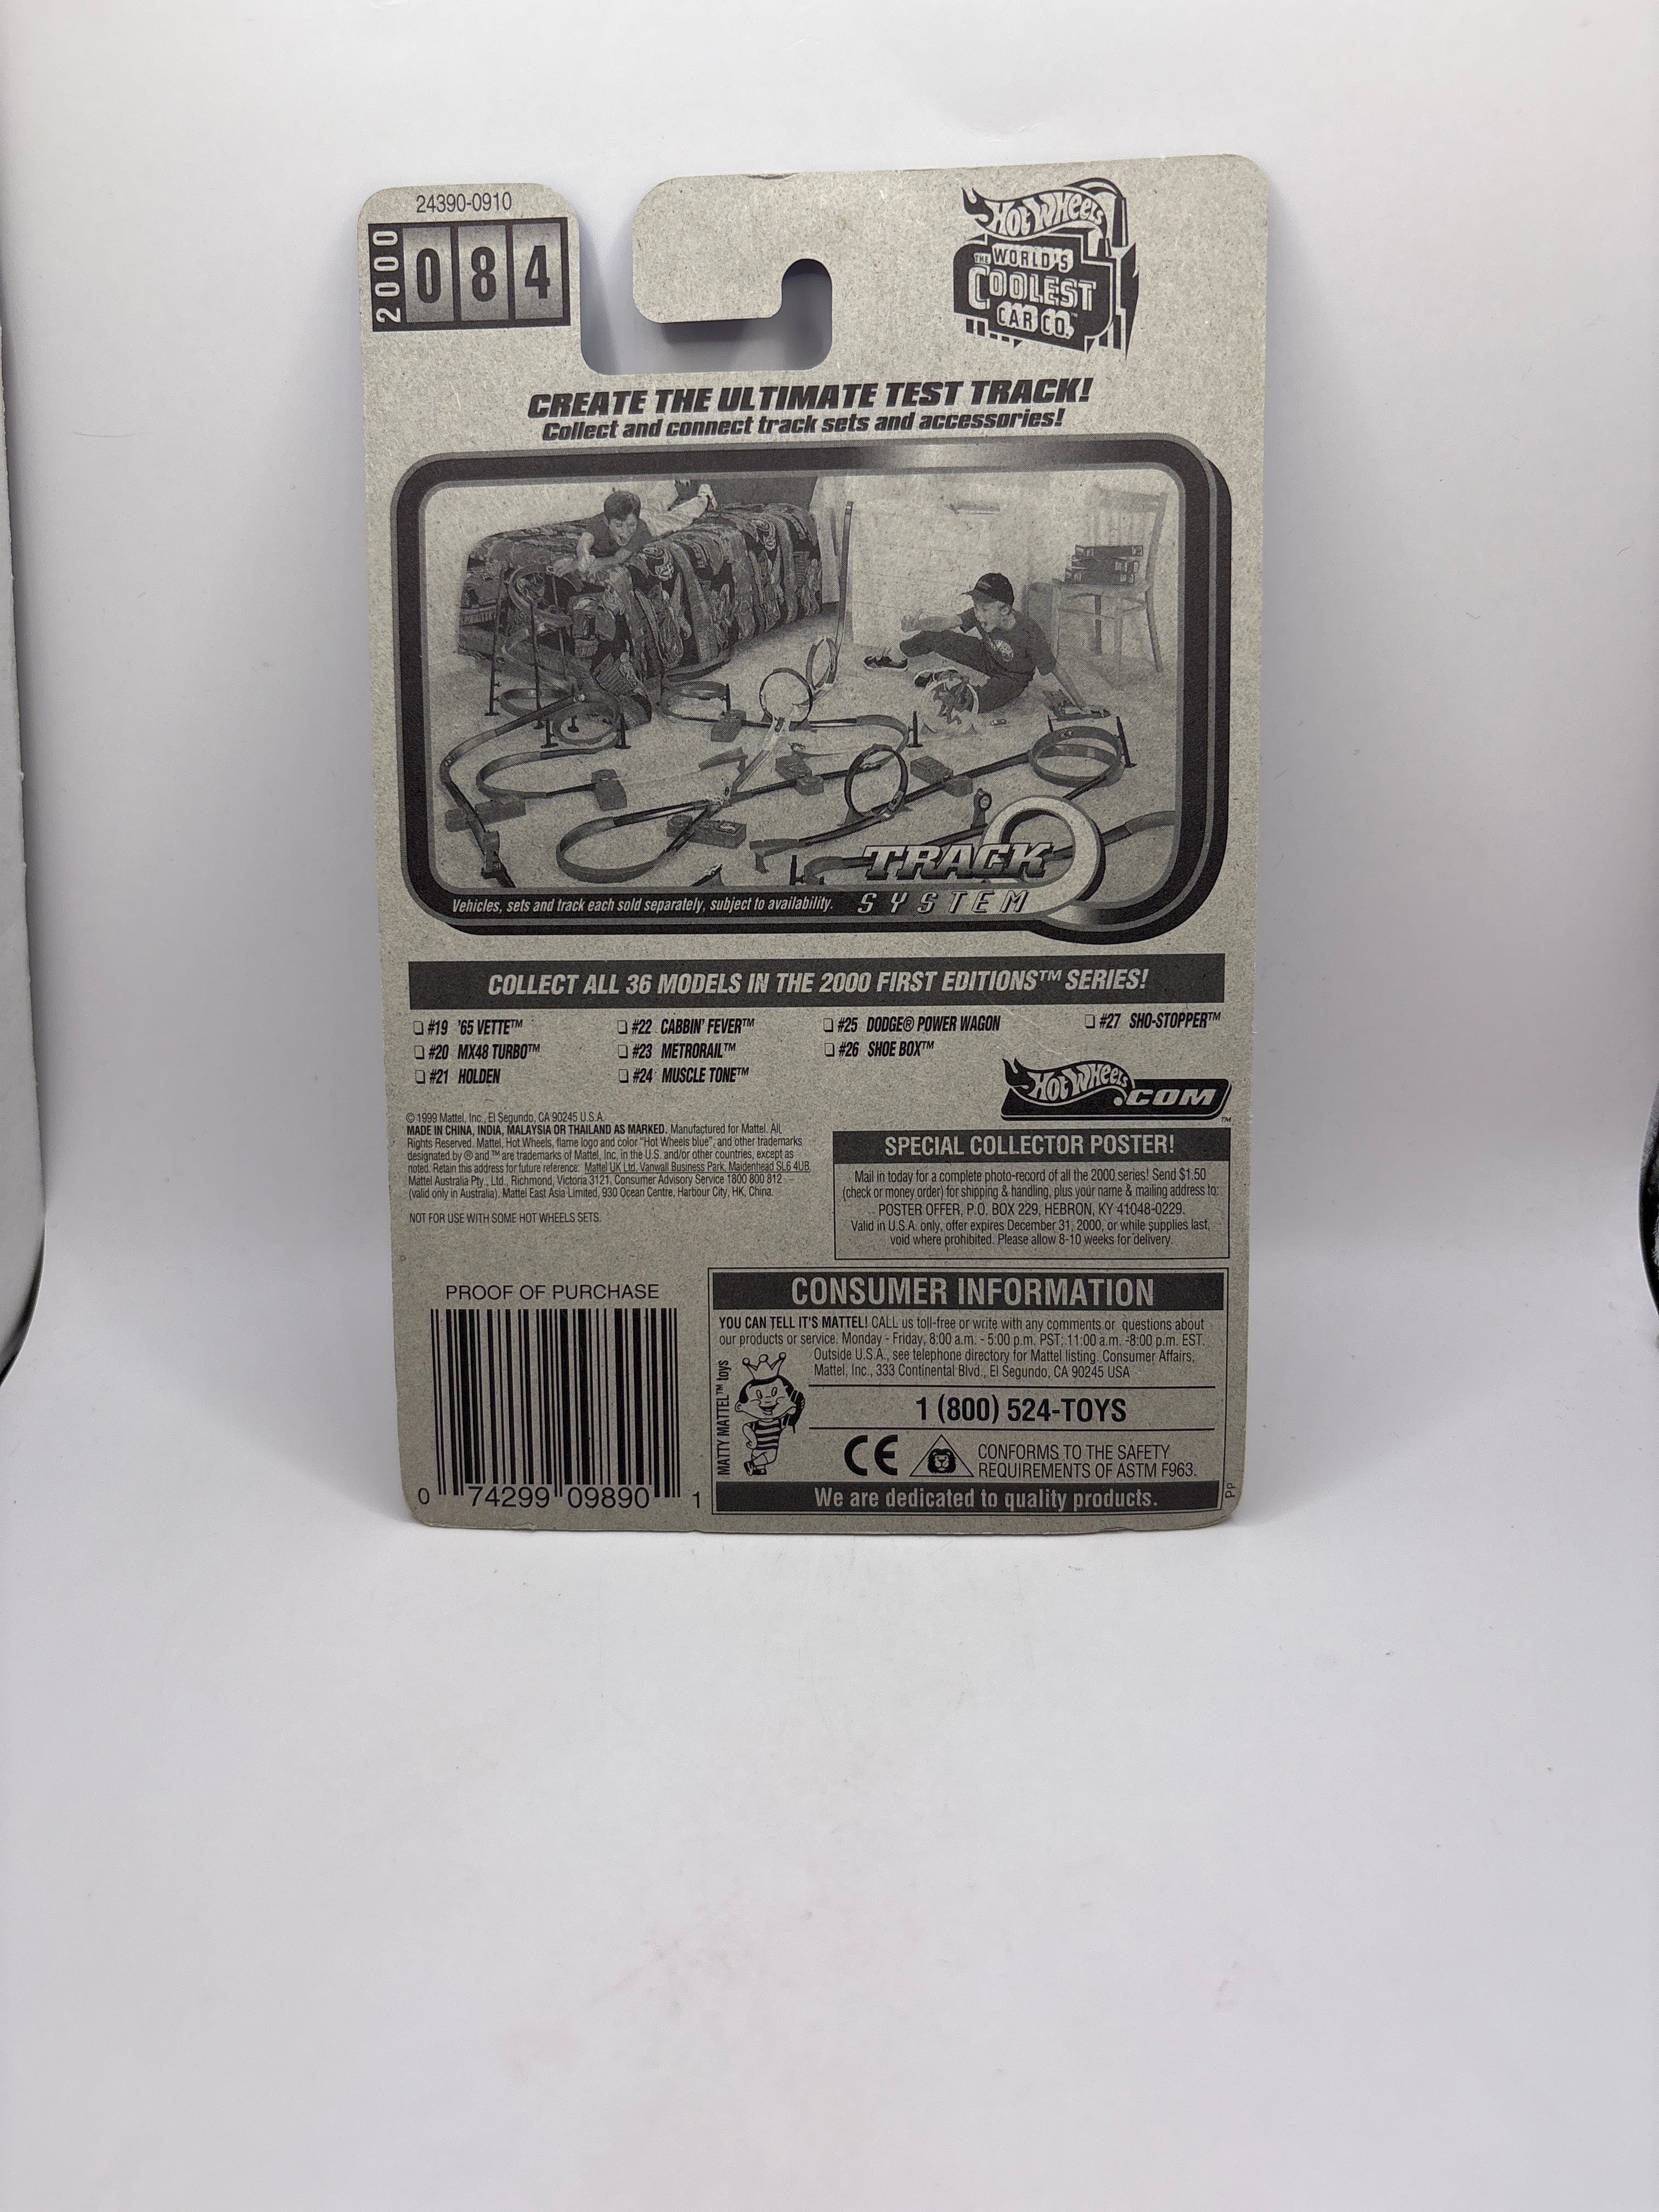 24390-0910
2000
084
HOT WHEELS
THE WORLD'S
COOLEST
CAR CO.™
CREATE THE ULTIMATE TEST TRACK!
Collect and connect track sets and accessories!
TRACK
SYSTEM
Vehicles, sets and track each sold separately, subject to availability.
COLLECT ALL 36 MODELS IN THE 2000 FIRST EDITIONS™ SERIES!
❑ #19 '65 VETTE™
❑ #20 MX48 TURBO™
❑ #21 HOLDEN
❑ #22 CABBIN' FEVER™
❑ #23 METRORAIL™
❑ #24 MUSCLE TONE™
❑ #25 DODGE® POWER WAGON
❑ #26 SHOE BOX™
❑ #27 SHO-STOPPER™
HOT WHEELS
.COM™
© 1999 Mattel, Inc., El Segundo, CA 90245 U.S.A.
MADE IN CHINA, INDIA, MALAYSIA OR THAILAND AS MARKED. Manufactured for Mattel. All
Rights Reserved. Mattel, Hot Wheels, flame logo and color "Hot Wheels blue", and other trademarks
designated by ® and ™ are trademarks of Mattel, Inc. in the U.S. and/or other countries, except as
noted. Retain this address for future reference: Mattel UK Ltd. Vanwall Business Park, Maidenhead SL6 4UB.
Mattel Australia Pty., Ltd., Richmond, Victoria 3121, Consumer Advisory Service 1800 800 812
(valid only in Australia). Mattel East Asia Limited, 930 Ocean Centre, Harbour City, HK, China.
NOT FOR USE WITH SOME HOT WHEELS SETS.
SPECIAL COLLECTOR POSTER!
Mail in today for a complete photo-record of all the 2000 series! Send $1.50
(check or money order) for shipping & handling, plus your name & mailing address to:
POSTER OFFER, P.O. BOX 229, HEBRON, KY 41048-0229.
Valid in U.S.A. only, offer expires December 31, 2000, or while supplies last,
void where prohibited. Please allow 8-10 weeks for delivery.
PROOF OF PURCHASE
0 74299 09890 1
CONSUMER INFORMATION
YOU CAN TELL IT'S MATTEL! CALL us toll-free or write with any comments or questions about
our products or service. Monday - Friday, 8:00 a.m. - 5:00 p.m. PST; 11:00 a.m. -8:00 p.m. EST.
Outside U.S.A., see telephone directory for Mattel listing. Consumer Affairs,
Mattel, Inc., 333 Continental Blvd., El Segundo, CA 90245 USA
MATTY MATTEL™ toys
1 (800) 524-TOYS
CE
CONFORMS TO THE SAFETY
REQUIREMENTS OF ASTM F963.
We are dedicated to quality products.
PP